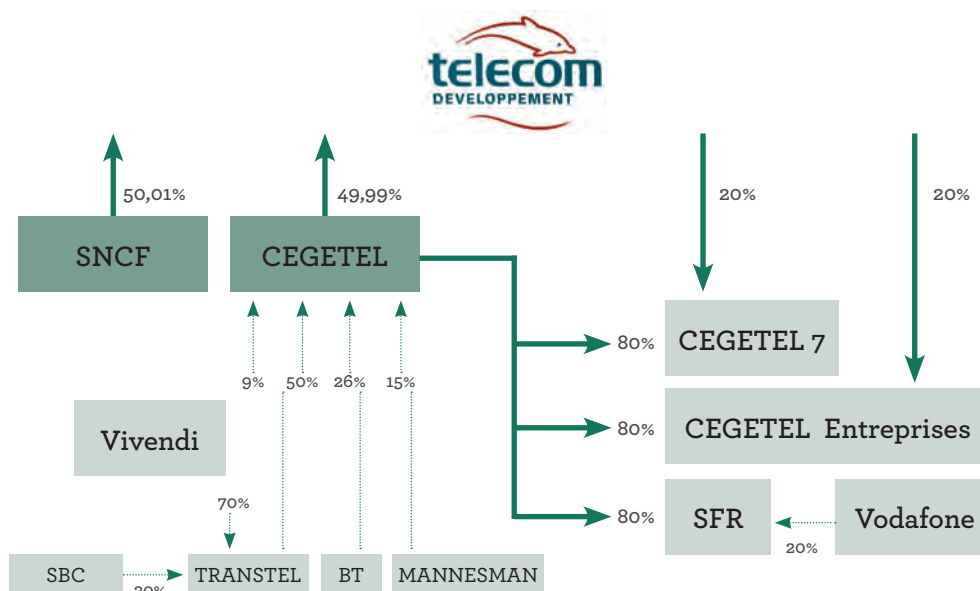 telecom
DEVELOPPEMENT
50,01%
49,99%
20%
20%
SNCF
CEGETEL
80%
CEGETEL 7
9%
50%
26%
15%
Vivendi
80%
CEGETEL Entreprises
70%
80%
SFR
Vodafone
20%
SBC
TRANSTEL
BT
MANNESMAN